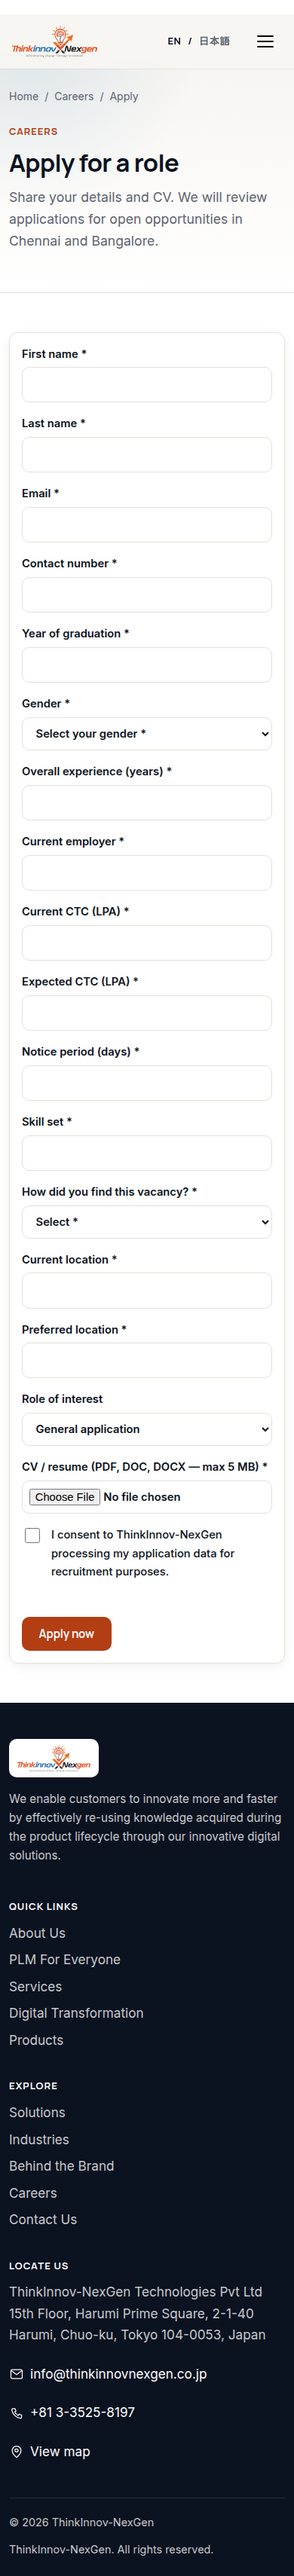 ThinkInnov-Nexgen
EN / 日本語
Home / Careers / Apply
CAREERS
Apply for a role
Share your details and CV. We will review
applications for open opportunities in
Chennai and Bangalore.
First name *
Last name *
Email *
Contact number *
Year of graduation *
Gender *
Select your gender *
Overall experience (years) *
Current employer *
Current CTC (LPA) *
Expected CTC (LPA) *
Notice period (days) *
Skill set *
How did you find this vacancy? *
Select *
Current location *
Preferred location *
Role of interest
General application
CV / resume (PDF, DOC, DOCX — max 5 MB) *
Choose File No file chosen
I consent to ThinkInnov-NexGen
processing my application data for
recruitment purposes.
Apply now
ThinkInnov-Nexgen
We enable customers to innovate more and faster
by effectively re-using knowledge acquired during
the product lifecycle through our innovative digital
solutions.
QUICK LINKS
About Us
PLM For Everyone
Services
Digital Transformation
Products
EXPLORE
Solutions
Industries
Behind the Brand
Careers
Contact Us
LOCATE US
ThinkInnov-NexGen Technologies Pvt Ltd
15th Floor, Harumi Prime Square, 2-1-40
Harumi, Chuo-ku, Tokyo 104-0053, Japan
info@thinkinnovnexgen.co.jp
+81 3-3525-8197
View map
© 2026 ThinkInnov-NexGen
ThinkInnov-NexGen. All rights reserved.